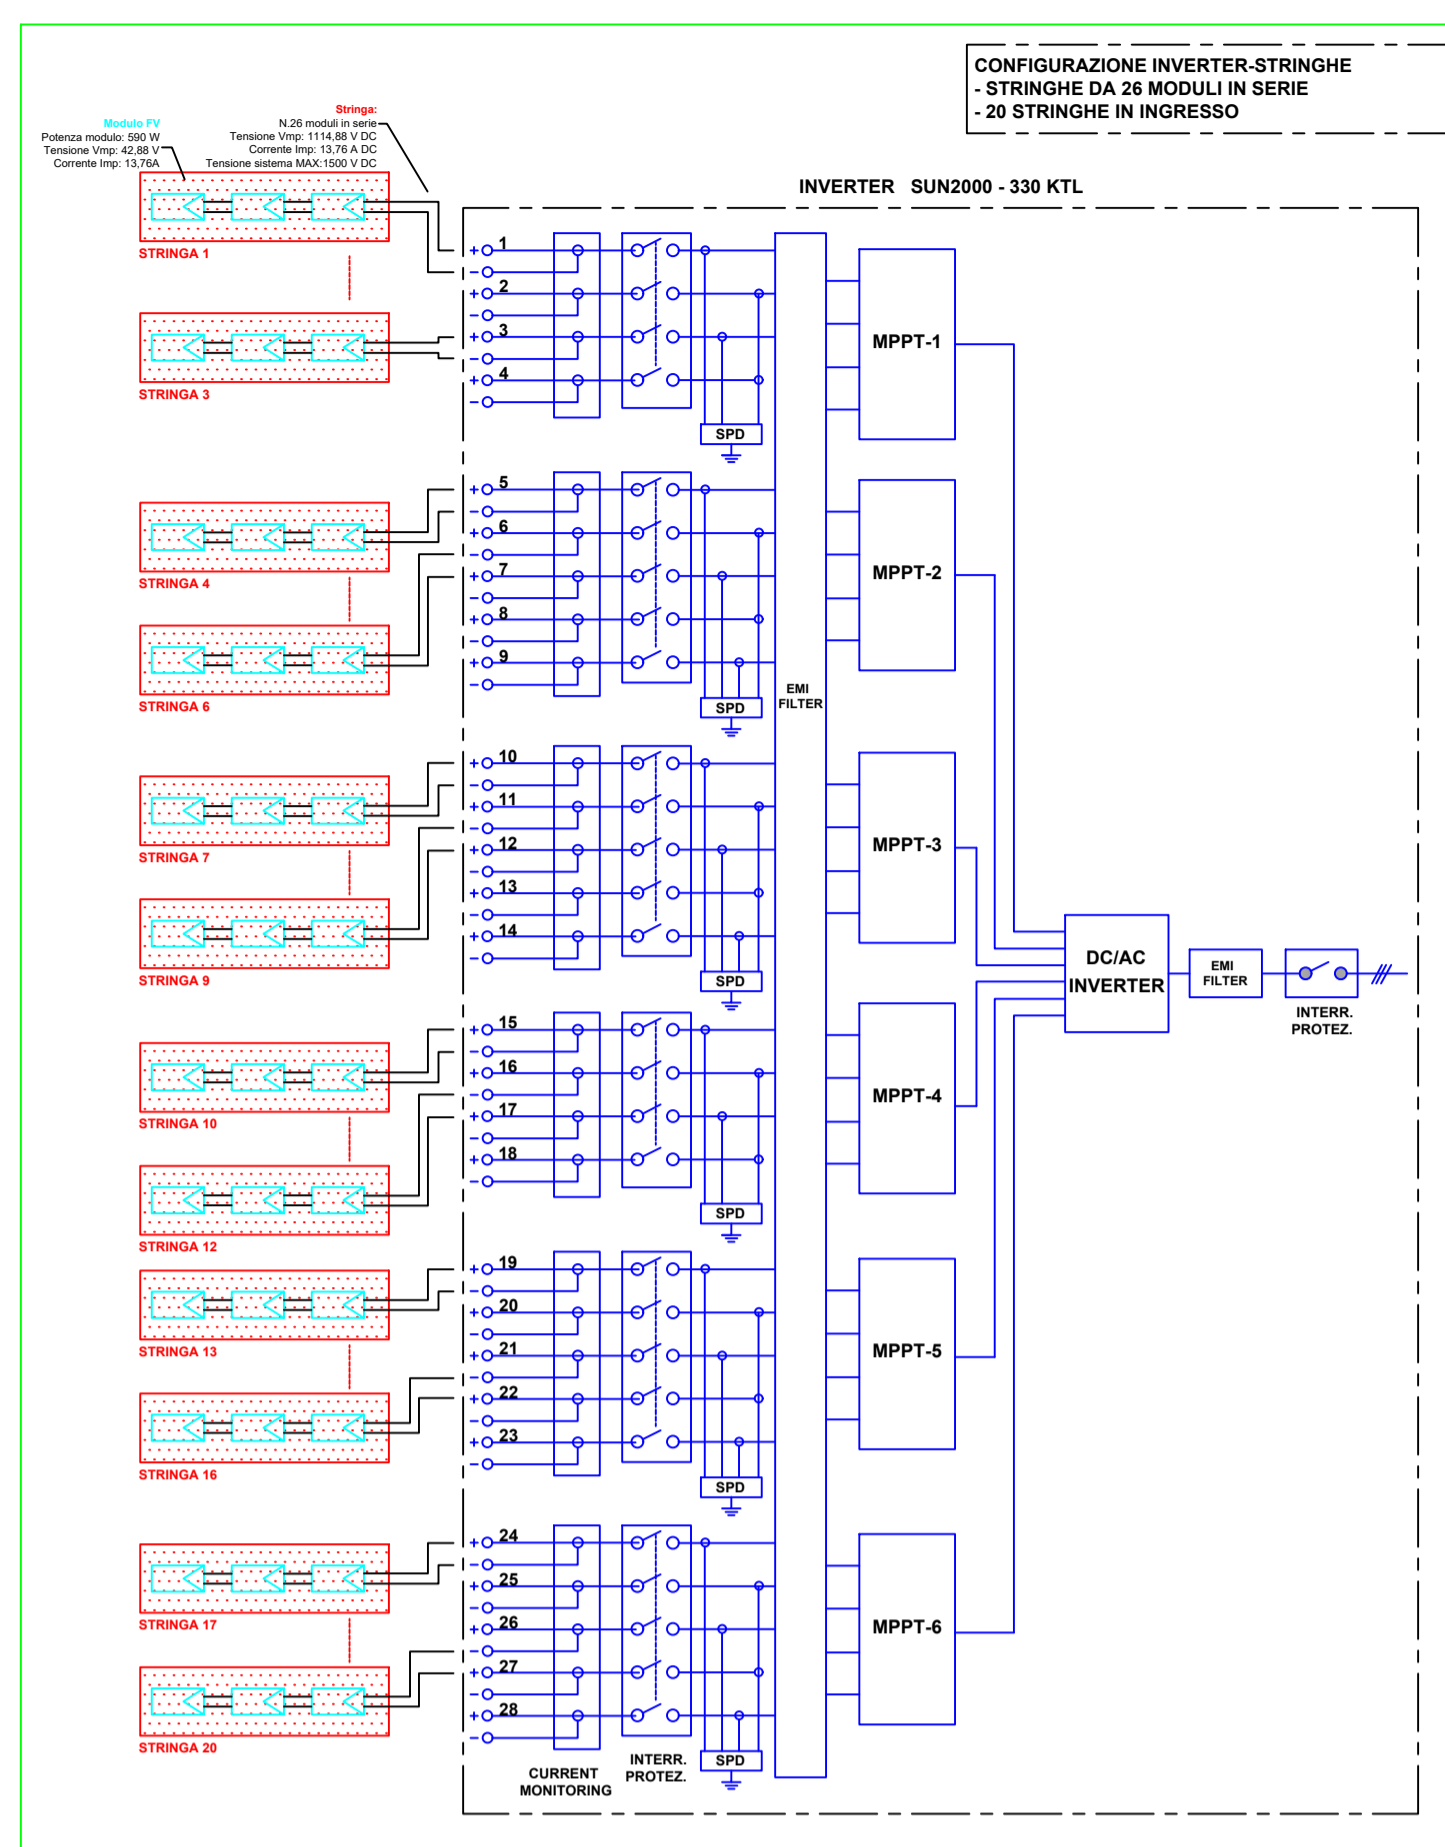 CONFIGURAZIONE INVERTER-STRINGHE
- STRINGHE DA 26 MODULI IN SERIE
- 20 STRINGHE IN INGRESSO
Modulo FV
Potenza modulo: 590 W
Tensione Vmp: 42,88 V
Corrente Imp: 13,76A
Stringa:
N.26 moduli in serie
Tensione Vmp: 1114,88 V DC
Corrente Imp: 13,76 A DC
Tensione sistema MAX:1500 V DC
INVERTER SUN2000 - 330 KTL
STRINGA 1
STRINGA 3
STRINGA 4
STRINGA 6
STRINGA 7
STRINGA 9
STRINGA 10
STRINGA 12
STRINGA 13
STRINGA 16
STRINGA 17
STRINGA 20
+ 1
-
+ 2
-
+ 3
-
+ 4
-
SPD
+ 5
-
+ 6
-
+ 7
-
+ 8
-
+ 9
-
SPD
+ 10
-
+ 11
-
+ 12
-
+ 13
-
+ 14
-
SPD
+ 15
-
+ 16
-
+ 17
-
+ 18
-
SPD
+ 19
-
+ 20
-
+ 21
-
+ 22
-
+ 23
-
SPD
+ 24
-
+ 25
-
+ 26
-
+ 27
-
+ 28
-
SPD
CURRENT
MONITORING
INTERR.
PROTEZ.
EMI
FILTER
MPPT-1
MPPT-2
MPPT-3
MPPT-4
MPPT-5
MPPT-6
DC/AC
INVERTER
EMI
FILTER
INTERR.
PROTEZ.